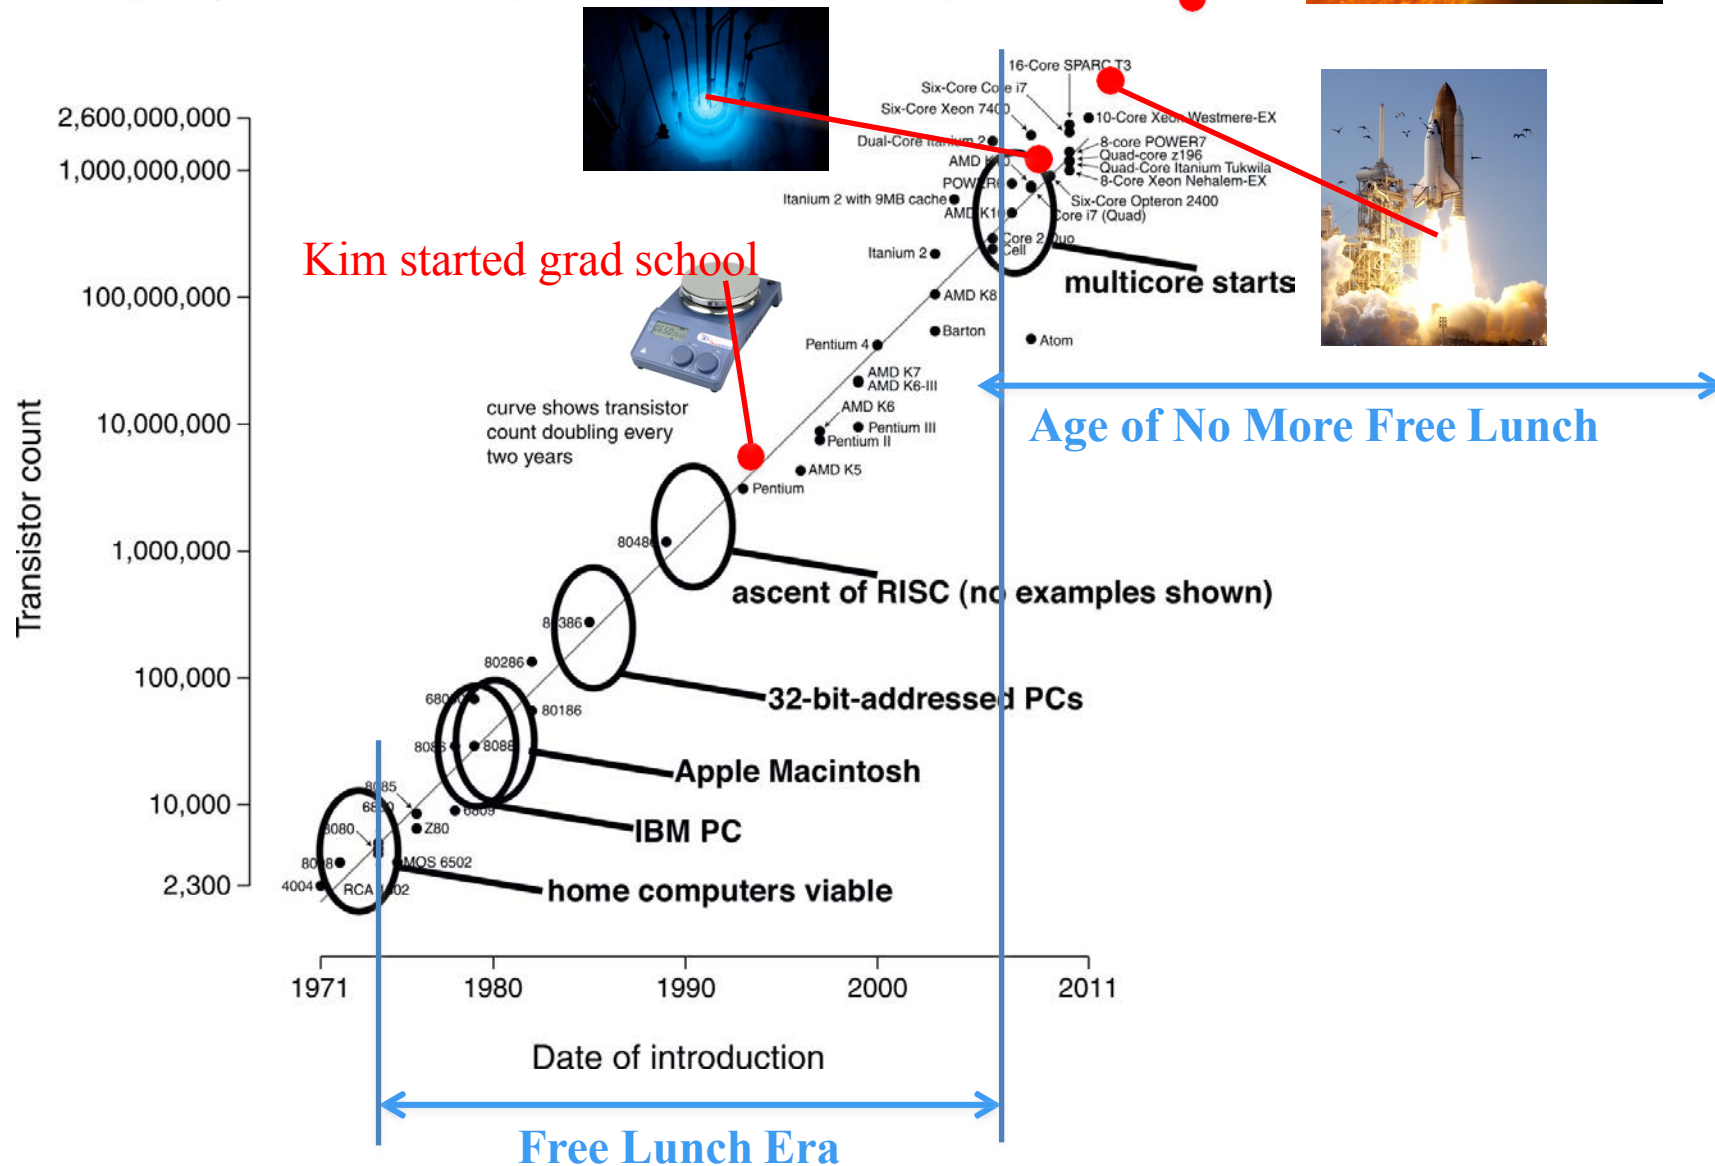 16-Core SPARC T3
Six-Core Core i7
Six-Core Xeon 7400
2,600,000,000
10-Core Xeon Westmere-EX
Dual-Core Itanium 2
8-core POWER7
Quad-core z196
AMD K10
1,000,000,000
Quad-Core Itanium Tukwila
POWER6
8-Core Xeon Nehalem-EX
Itanium 2 with 9MB cache
Six-Core Opteron 2400
AMD K10
Core i7 (Quad)
Core 2 Duo
Cell
Itanium 2
Kim started grad school
multicore starts
100,000,000
AMD K8
Barton
Pentium 4
Atom
AMD K7
AMD K6-III
curve shows transistor
count doubling every
two years
AMD K6
10,000,000
Pentium III
Pentium II
Age of No More Free Lunch
AMD K5
Pentium
Transistor count
1,000,000
80486
ascent of RISC (no examples shown)
80386
80286
100,000
68000
32-bit-addressed PCs
80186
8086
8088
Apple Macintosh
8085
10,000
6800
6809
8080
Z80
IBM PC
8008
MOS 6502
2,300
4004
RCA 1802
home computers viable
1971
1980
1990
2000
2011
Date of introduction
Free Lunch Era